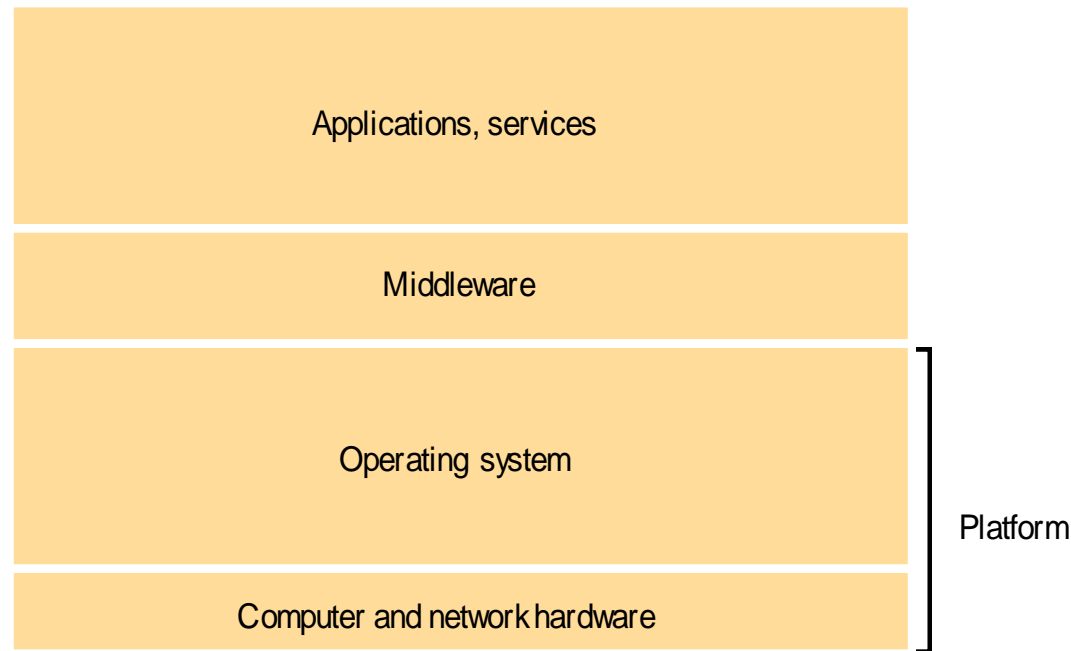 Applications, services
Middleware
Operating system
Platform
Computer and network hardware